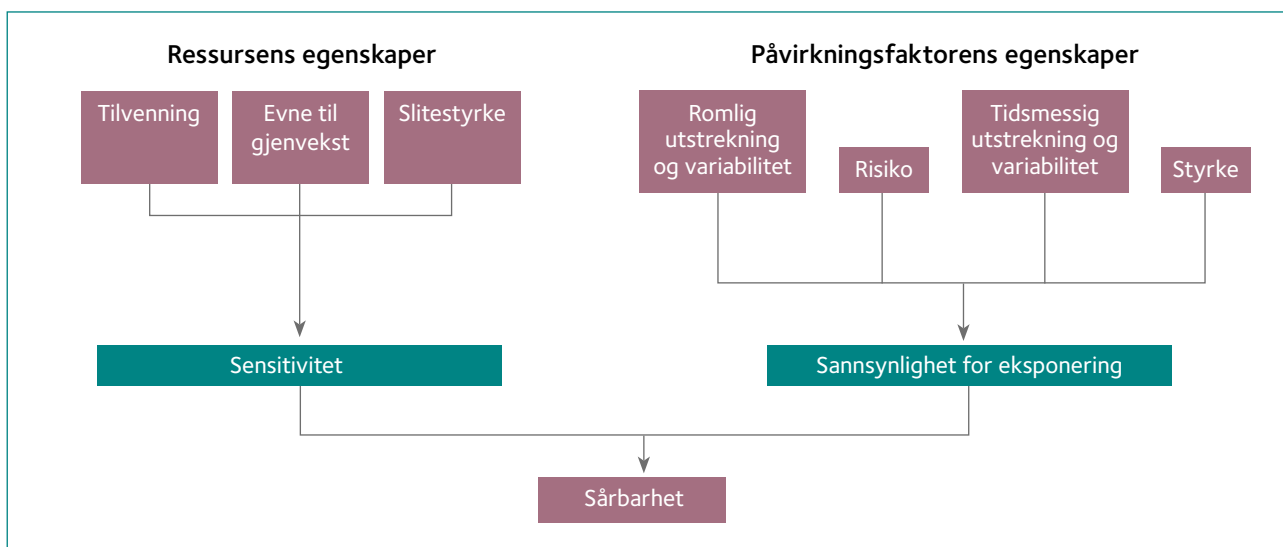 Ressursens egenskaper
Påvirkningsfaktorens egenskaper
Tilvenning
Evne til
gjenvekst
Slitestyrke
Romlig
utstrekning
og variabilitet
Risiko
Tidsmessig
utstrekning og
variabilitet
Styrke
Sensitivitet
Sannsynlighet for eksponering
Sårbarhet